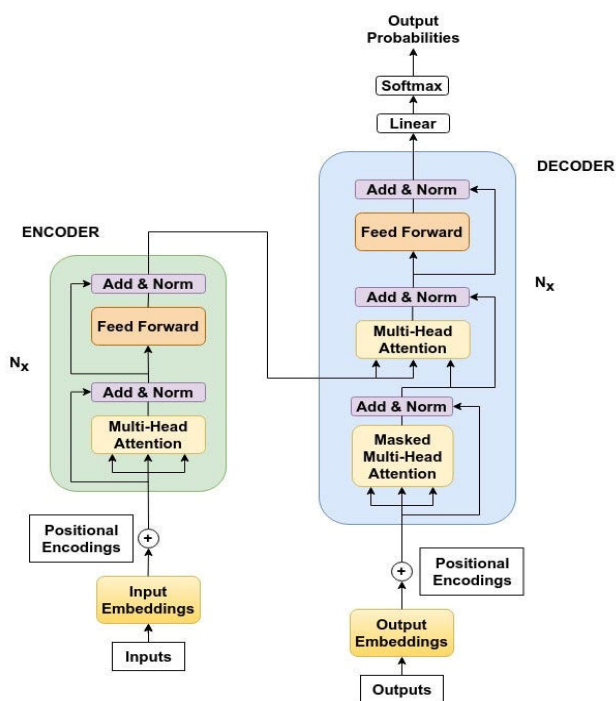 Output
Probabilities
Softmax
Linear
DECODER
Add & Norm
Feed Forward
Add & Norm
Multi-Head
Attention
Nx
Add & Norm
Masked
Multi-Head
Attention
+
Positional
Encodings
Output
Embeddings
Outputs
ENCODER
Add & Norm
Feed Forward
Nx
Add & Norm
Multi-Head
Attention
Positional
Encodings
+
Input
Embeddings
Inputs